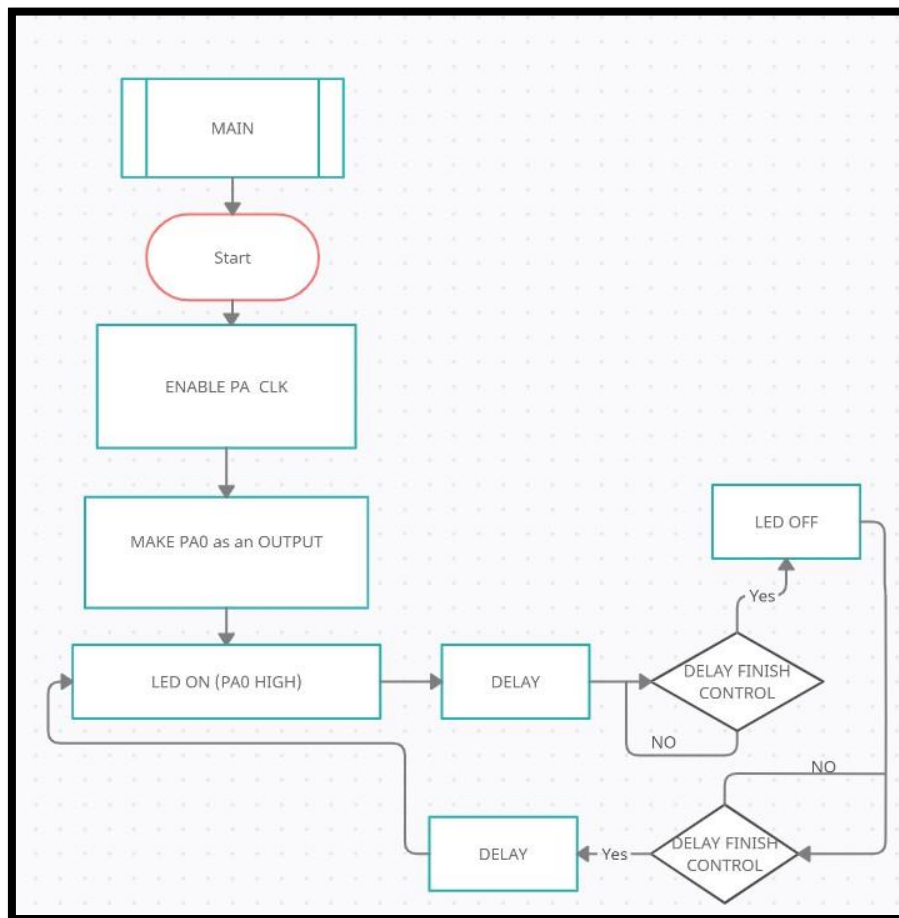 MAIN
Start
ENABLE PA CLK
MAKE PA0 as an OUTPUT
LED ON (PA0 HIGH)
DELAY
DELAY FINISH
CONTROL
NO
Yes
LED OFF
NO
DELAY FINISH
CONTROL
Yes
DELAY